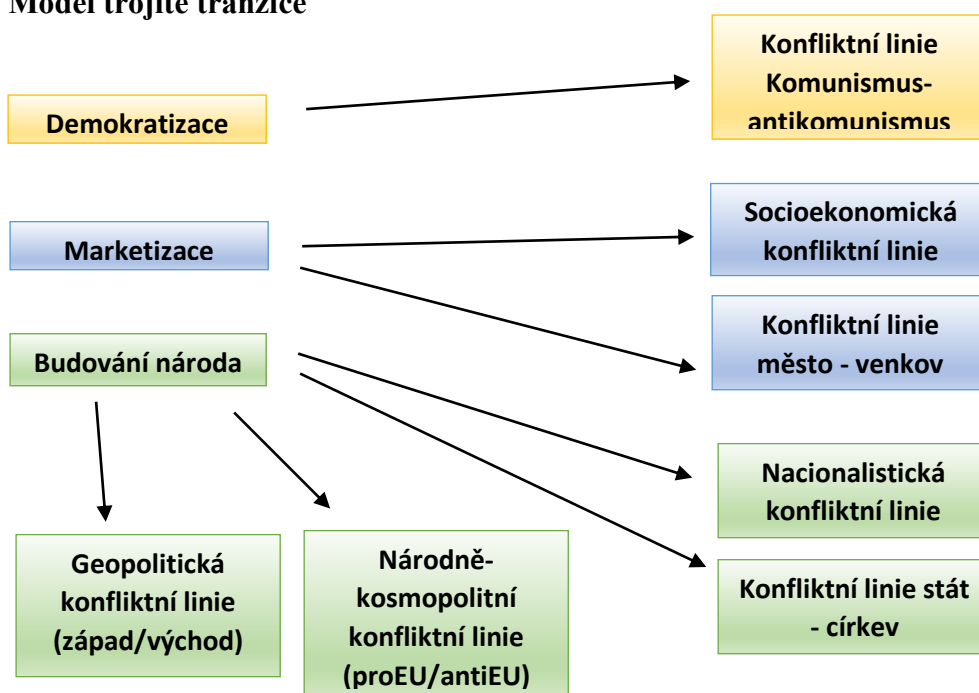 Model trojité tranzice
Konfliktní linie
Komunismus-
antikomunismus
Demokratizace
Socioekonomická
konfliktní linie
Marketizace
Konfliktní linie
město - venkov
Budování národa
Nacionalistická
konfliktní linie
Geopolitická
konfliktní linie
(západ/východ)
Národně-
kosmopolitní
konfliktní linie
(proEU/antiEU)
Konfliktní linie stát
- církev